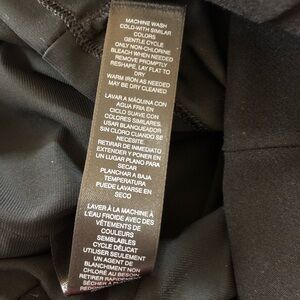 MACHINE WASH
COLD-WITH SIMILAR
COLORS
GENTLE CYCLE
ONLY NON-CHLORINE
BLEACH WHEN NEEDED
REMOVE PROMPTLY
RESHAPE, LAY FLAT TO
DRY
WARM IRON AS NEEDED
MAY BE DRY CLEANED
LAVAR A MÁQUINA CON
AGUA FRIA EN
CICLO SUAVE CON
COLORES SIMILARES.
USAR BLANQUEADOR
SIN CLORO CUANDO SE
NECESITE.
RETIRAR DE INMEDIATO
EXTENDER Y PONER EN
UN LUGAR PLANO PARA
SECAR
PLANCHAR A BAJA
TEMPERATURA
PUEDE LAVARSE EN
SECO
LAVER À LA MACHINE À
L'EAU FROIDE AVEC DES
VÊTEMENTS DE
COULEURS
SEMBLABLES
CYCLE DÉLICAT
UTILISER SEULEMENT
UN AGENT DE
BLANCHIMENT NON
CHLORÉ AU BESOIN
RETIRER RAPIDEMENT